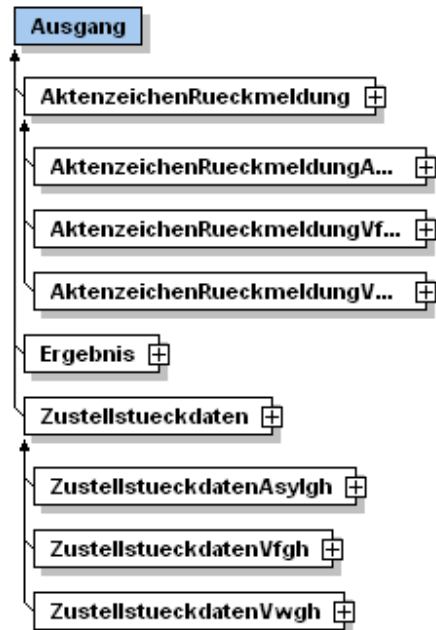 Ausgang
AktenzeichenRueckmeldung
AktenzeichenRueckmeldungA...
AktenzeichenRueckmeldungVf...
AktenzeichenRueckmeldungV...
Ergebnis
Zustellstueckdaten
ZustellstueckdatenAsylgh
ZustellstueckdatenVfgh
ZustellstueckdatenVwgh